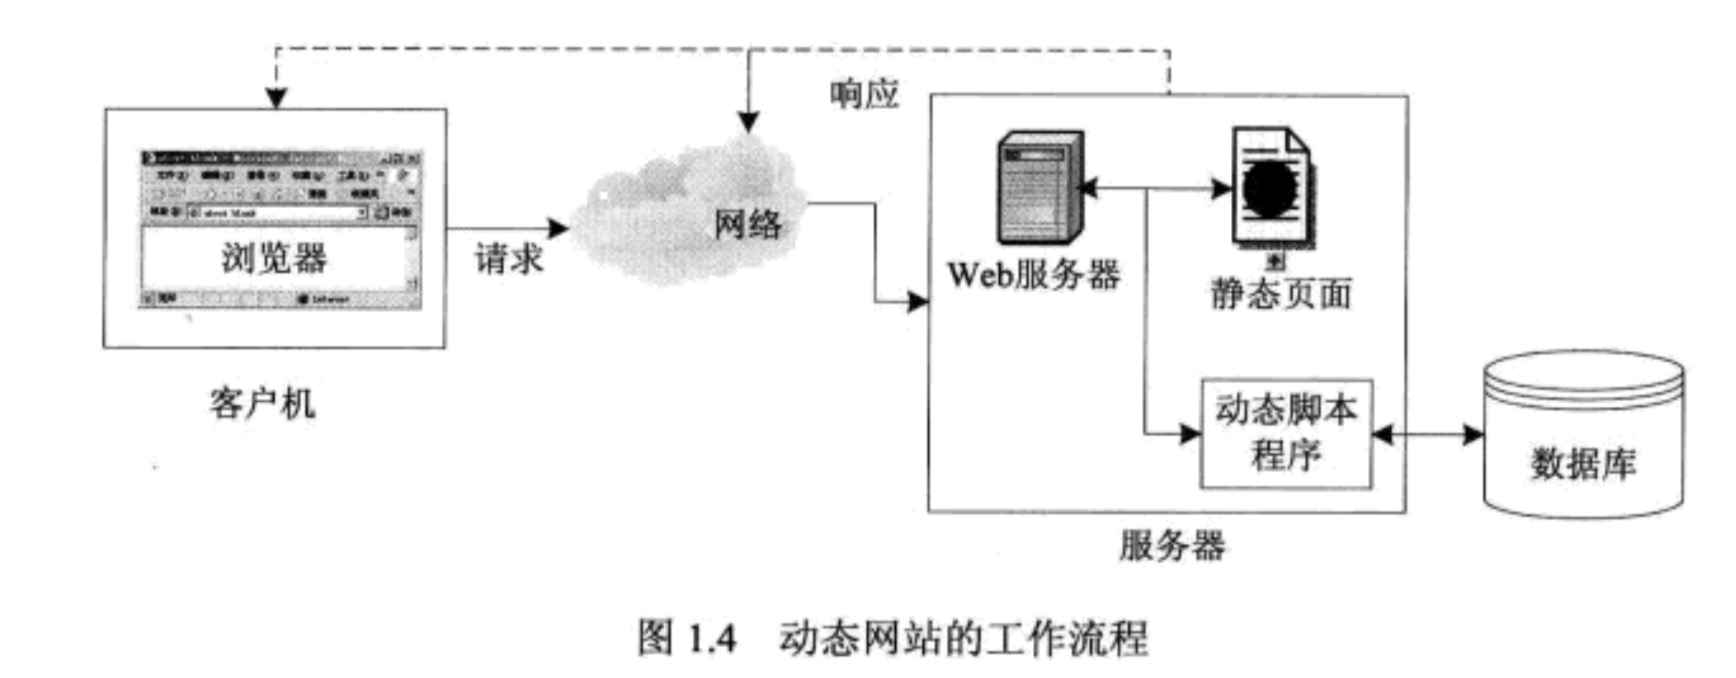 响应
网络
请求
浏览器
客户机
Web服务器
静态页面
动态脚本
程序
数据库
服务器
图 1.4 动态网站的工作流程